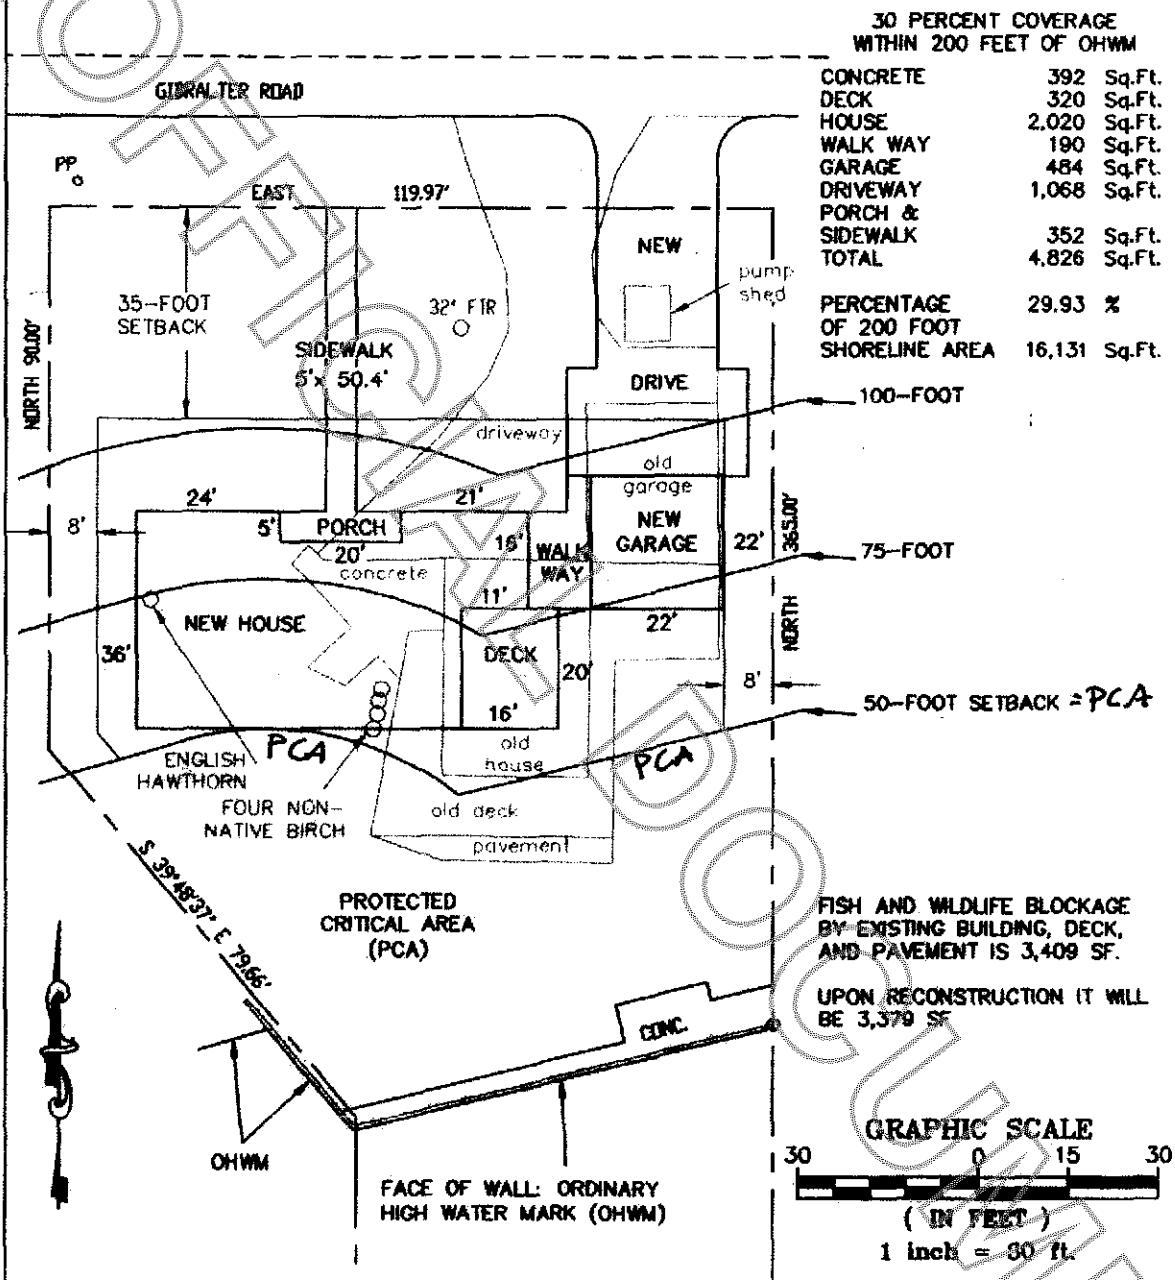 30 PERCENT COVERAGE
WITHIN 200 FEET OF OHWM
CONCRETE 392 Sq.Ft.
DECK 320 Sq.Ft.
HOUSE 2,020 Sq.Ft.
WALK WAY 190 Sq.Ft.
GARAGE 484 Sq.Ft.
DRIVEWAY 1,068 Sq.Ft.
PORCH &
SIDEWALK 352 Sq.Ft.
TOTAL 4,826 Sq.Ft.
PERCENTAGE 29.93 %
OF 200 FOOT
SHORELINE AREA 16,131 Sq.Ft.
GIBRALTER ROAD
PP
EAST 119.97'
NEW
pump
shed
35-FOOT
SETBACK
32" FIR
NORTH 90.00'
SIDEWALK
5'x 50.4'
DRIVE
100-FOOT
driveway
old
garage
24'
21'
8'
5'
PORCH
20'
16'
WALK
WAY
NEW
GARAGE
22'
NORTH 365.00'
75-FOOT
concrete
11'
22'
NEW HOUSE
36'
DECK
20'
16'
8'
50-FOOT SETBACK = PCA
PCA
PCA
ENGLISH
HAWTHORN
old
house
FOUR NON-
NATIVE BIRCH
old deck
pavement
S 39°48'37" E 79.66'
PROTECTED
CRITICAL AREA
(PCA)
FISH AND WILDLIFE BLOCKAGE
BY EXISTING BUILDING, DECK,
AND PAVEMENT IS 3,409 SF.
UPON RECONSTRUCTION IT WILL
BE 3,379 SF
CONC.
OHWM
FACE OF WALL: ORDINARY
HIGH WATER MARK (OHWM)
GRAPHIC SCALE
30 0 15 30
( IN FEET )
1 inch = 30 ft.
OFFICIAL DOCUME